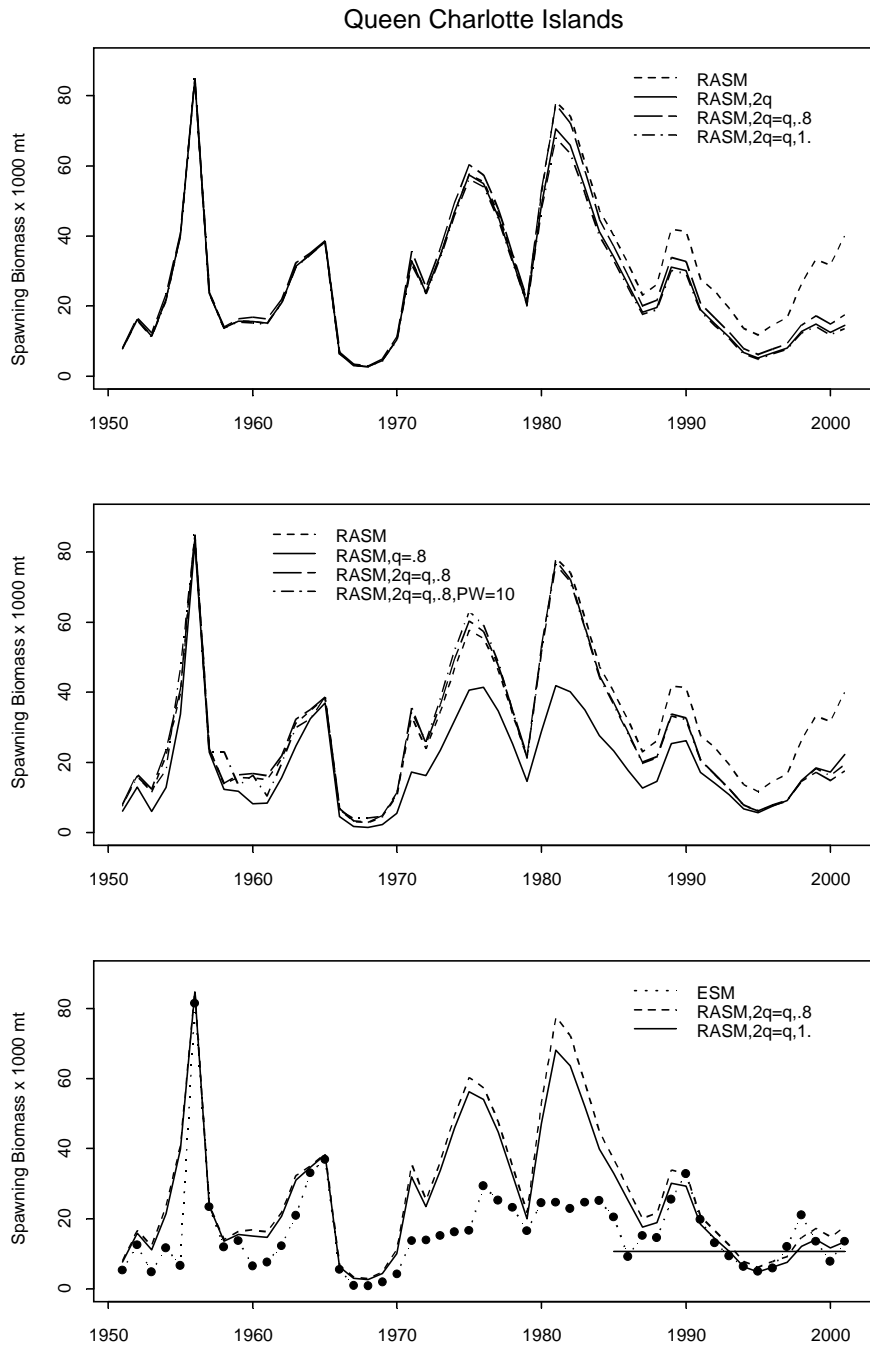 Queen Charlotte Islands
Spawning Biomass x 1000 mt
80
60
40
20
0
RASM
RASM,2q
RASM,2q=q,.8
RASM,2q=q,1.
1950 1960 1970 1980 1990 2000
Spawning Biomass x 1000 mt
80
60
40
20
0
RASM
RASM,q=.8
RASM,2q=q,.8
RASM,2q=q,.8,PW=10
1950 1960 1970 1980 1990 2000
Spawning Biomass x 1000 mt
80
60
40
20
0
ESM
RASM,2q=q,.8
RASM,2q=q,1.
1950 1960 1970 1980 1990 2000